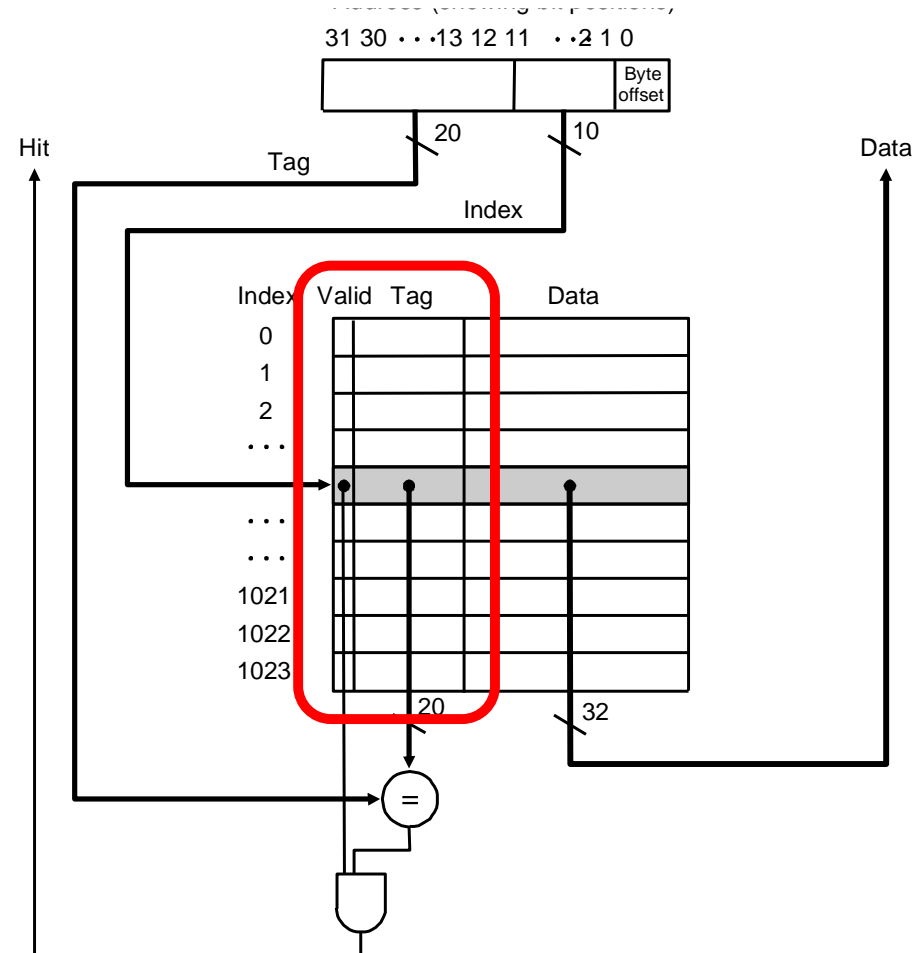 31 30 · · · 13 12 11 · · · 2 1 0
Byte
offset
20
10
Hit
Tag
Data
Index
Index Valid Tag Data
0
1
2
· · ·
· · ·
· · ·
1021
1022
1023
20
32
=